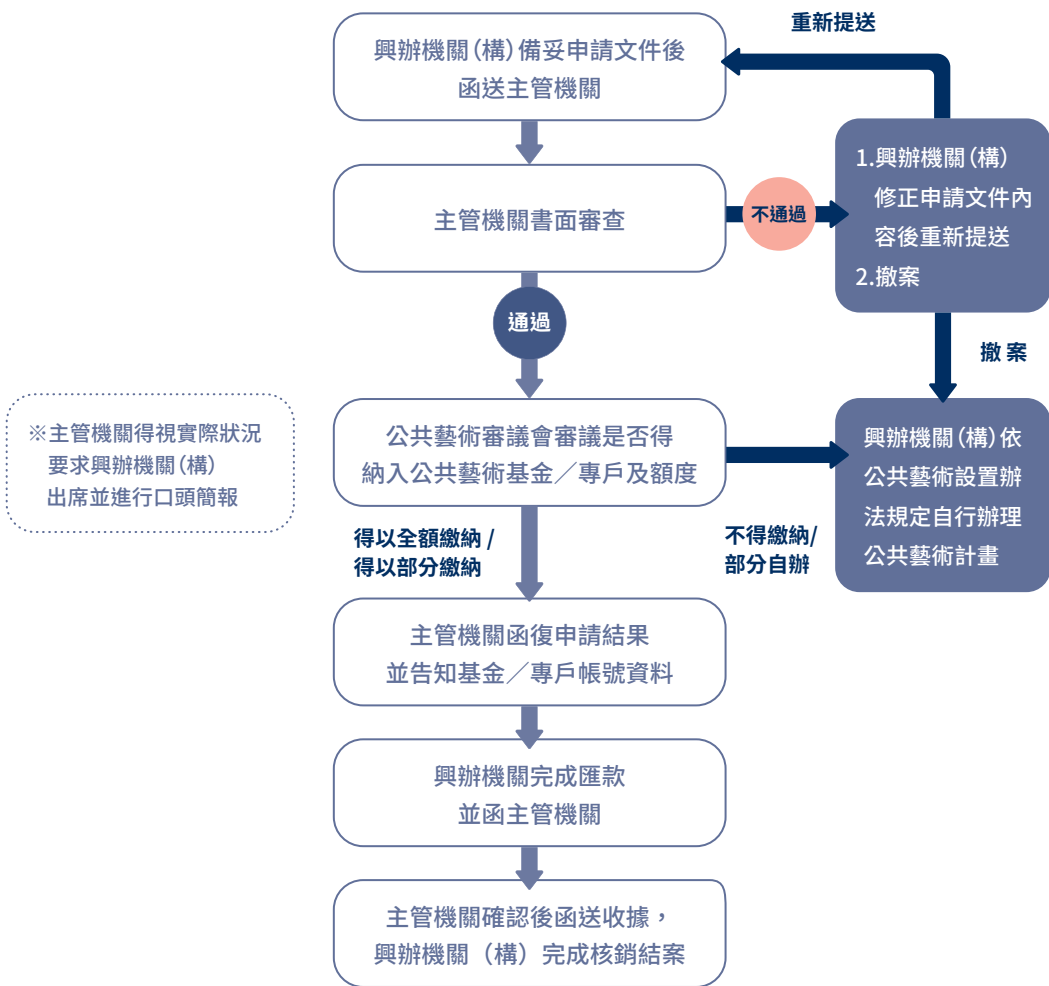 重新提送
興辦機關(構)備妥申請文件後
函送主管機關
1.興辦機關(構)
修正申請文件內
容後重新提送
2.撤案
主管機關書面審查
不通過
通過
撤 案
※主管機關得視實際狀況
要求興辦機關(構)
出席並進行口頭簡報
公共藝術審議會審議是否得
納入公共藝術基金／專戶及額度
興辦機關(構)依
公共藝術設置辦
法規定自行辦理
公共藝術計畫
得以全額繳納 /
得以部分繳納
不得繳納/
部分自辦
主管機關函復申請結果
並告知基金／專戶帳號資料
興辦機關完成匯款
並函主管機關
主管機關確認後函送收據，
興辦機關（構）完成核銷結案